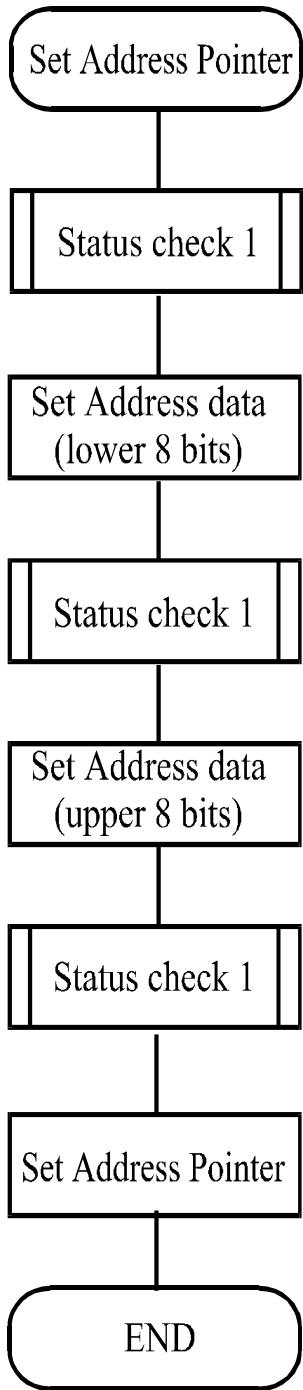 Set Address Pointer
Status check 1
Set Address data
(lower 8 bits)
Status check 1
Set Address data
(upper 8 bits)
Status check 1
Set Address Pointer
END